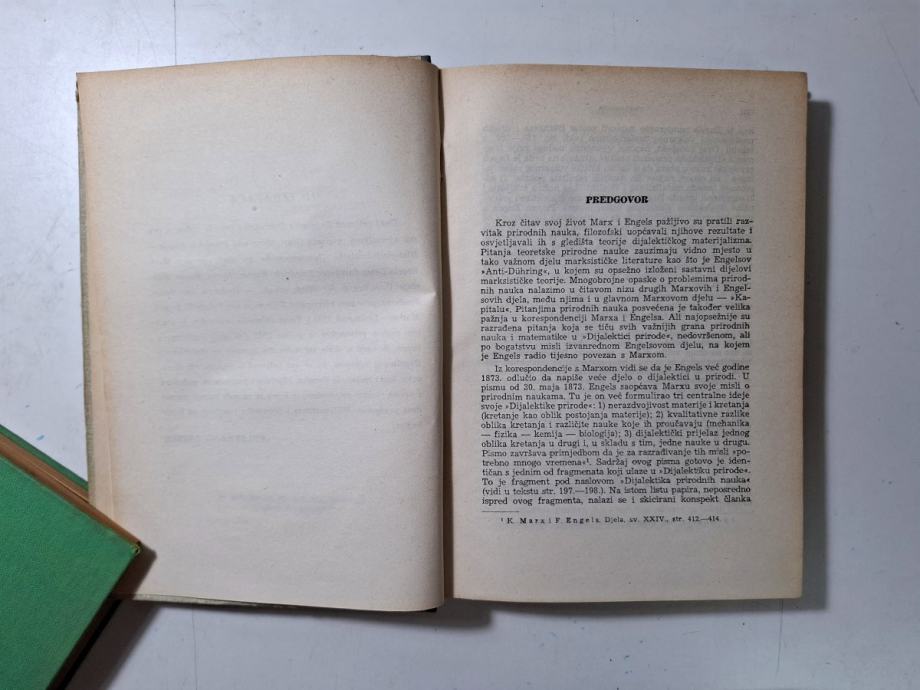 PREDGOVOR
Kroz čitav svoj život Marx i Engels pažljivo su pratili raz-
vitak prirodnih nauka, filozofski uopćavali njihove rezultate i
osvjetljavali ih s gledišta teorije dijalektičkog materijalizma.
Pitanja teoretske prirodne nauke zauzimaju vidno mjesto u
tako važnom djelu marksističke literature kao što je Engelsov
»Anti-Dühring«, u kojem su opsežno izloženi sastavni dijelovi
marksističke teorije. Mnogobrojne opaske o problemima prirod-
nih nauka nalazimo u čitavom nizu drugih Marxovih i Engel-
sovih djela, među njima i u glavnom Marxovom djelu — »Ka-
pitalu«. Pitanjima prirodnih nauka posvećena je također velika
pažnja u korespondenciji Marxa i Engelsa. Ali najopsežnije su
razrađena pitanja koja se tiču svih važnijih grana prirodnih
nauka i matematike u »Dijalektici prirode«, nedovršenom, ali
po bogatstvu misli izvanrednom Engelsovom djelu, na kojem
je Engels radio tijesno povezan s Marxom.
Iz korespondencije s Marxom vidi se da je Engels već godine
1873. odlučio da napiše veće djelo o dijalektici u prirodi. U
pismu od 30. maja 1873. Engels saopćava Marxu svoje misli o
prirodnim naukama. Tu je on već formulirao tri centralne ideje
svoje »Dijalektike prirode«: 1) nerazdvojivost materije i kretanja
(kretanje kao oblik postojanja materije); 2) kvalitativne razlike
oblika kretanja i različite nauke koje ih proučavaju (mehanika
— fizika — kemija — biologija); 3) dijalektički prijelaz jednog
oblika kretanja u drugi i, u skladu s tim, jedne nauke u drugu.
Pismo završava primjedbom da je za razrađivanje tih misli »po-
trebno mnogo vremena«¹. Sadržaj ovog pisma gotovo je iden-
tičan s jednim od fragmenata koji ulaze u »Dijalektiku prirode«.
To je fragment pod naslovom »Dijalektika prirodnih nauka«
(vidi u tekstu str. 197.—198.). Na istom listu papira, neposredno
ispred ovog fragmenta, nalazi se i skicirani konspekt članka
¹ K. Marx i F. Engels, Djela, sv. XXIV., str. 412.—414.